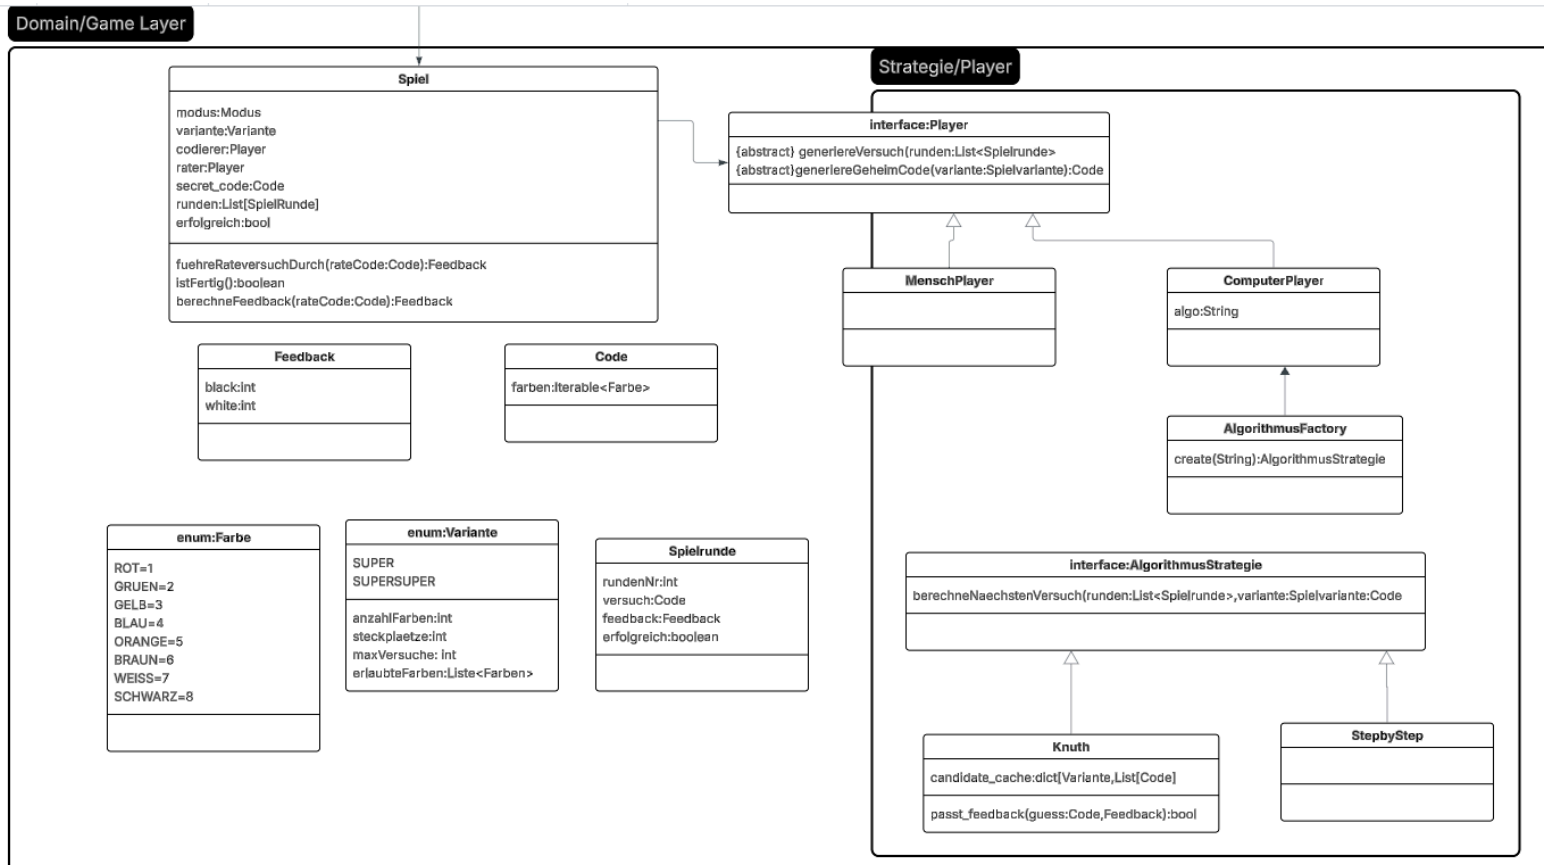 Domain/Game Layer
Spiel
modus:Modus
variante:Variante
codierer:Player
rater:Player
secret_code:Code
runden:List[SpielRunde]
erfolgreich:bool
fuehreRateversuchDurch(rateCode:Code):Feedback
istFertig():boolean
berechneFeedback(rateCode:Code):Feedback
Feedback
black:int
white:int
Code
farben:Iterable<Farbe>
enum:Farbe
ROT=1
GRUEN=2
GELB=3
BLAU=4
ORANGE=5
BRAUN=6
WEISS=7
SCHWARZ=8
enum:Variante
SUPER
SUPERSUPER
anzahlFarben:int
steckplaetze:int
maxVersuche: int
erlaubteFarben:Liste<Farben>
Spielrunde
rundenNr:int
versuch:Code
feedback:Feedback
erfolgreich:boolean
Strategie/Player
interface:Player
{abstract} generiereVersuch(runden:List<Spielrunde>
{abstract}generiereGeheimCode(variante:Spielvariante):Code
MenschPlayer
ComputerPlayer
algo:String
AlgorithmusFactory
create(String):AlgorithmusStrategie
interface:AlgorithmusStrategie
berechneNaechstenVersuch(runden:List<Spielrunde>,variante:Spielvariante:Code
Knuth
candidate_cache:dict[Variante,List[Code]
passt_feedback(guess:Code,Feedback):bool
StepbyStep